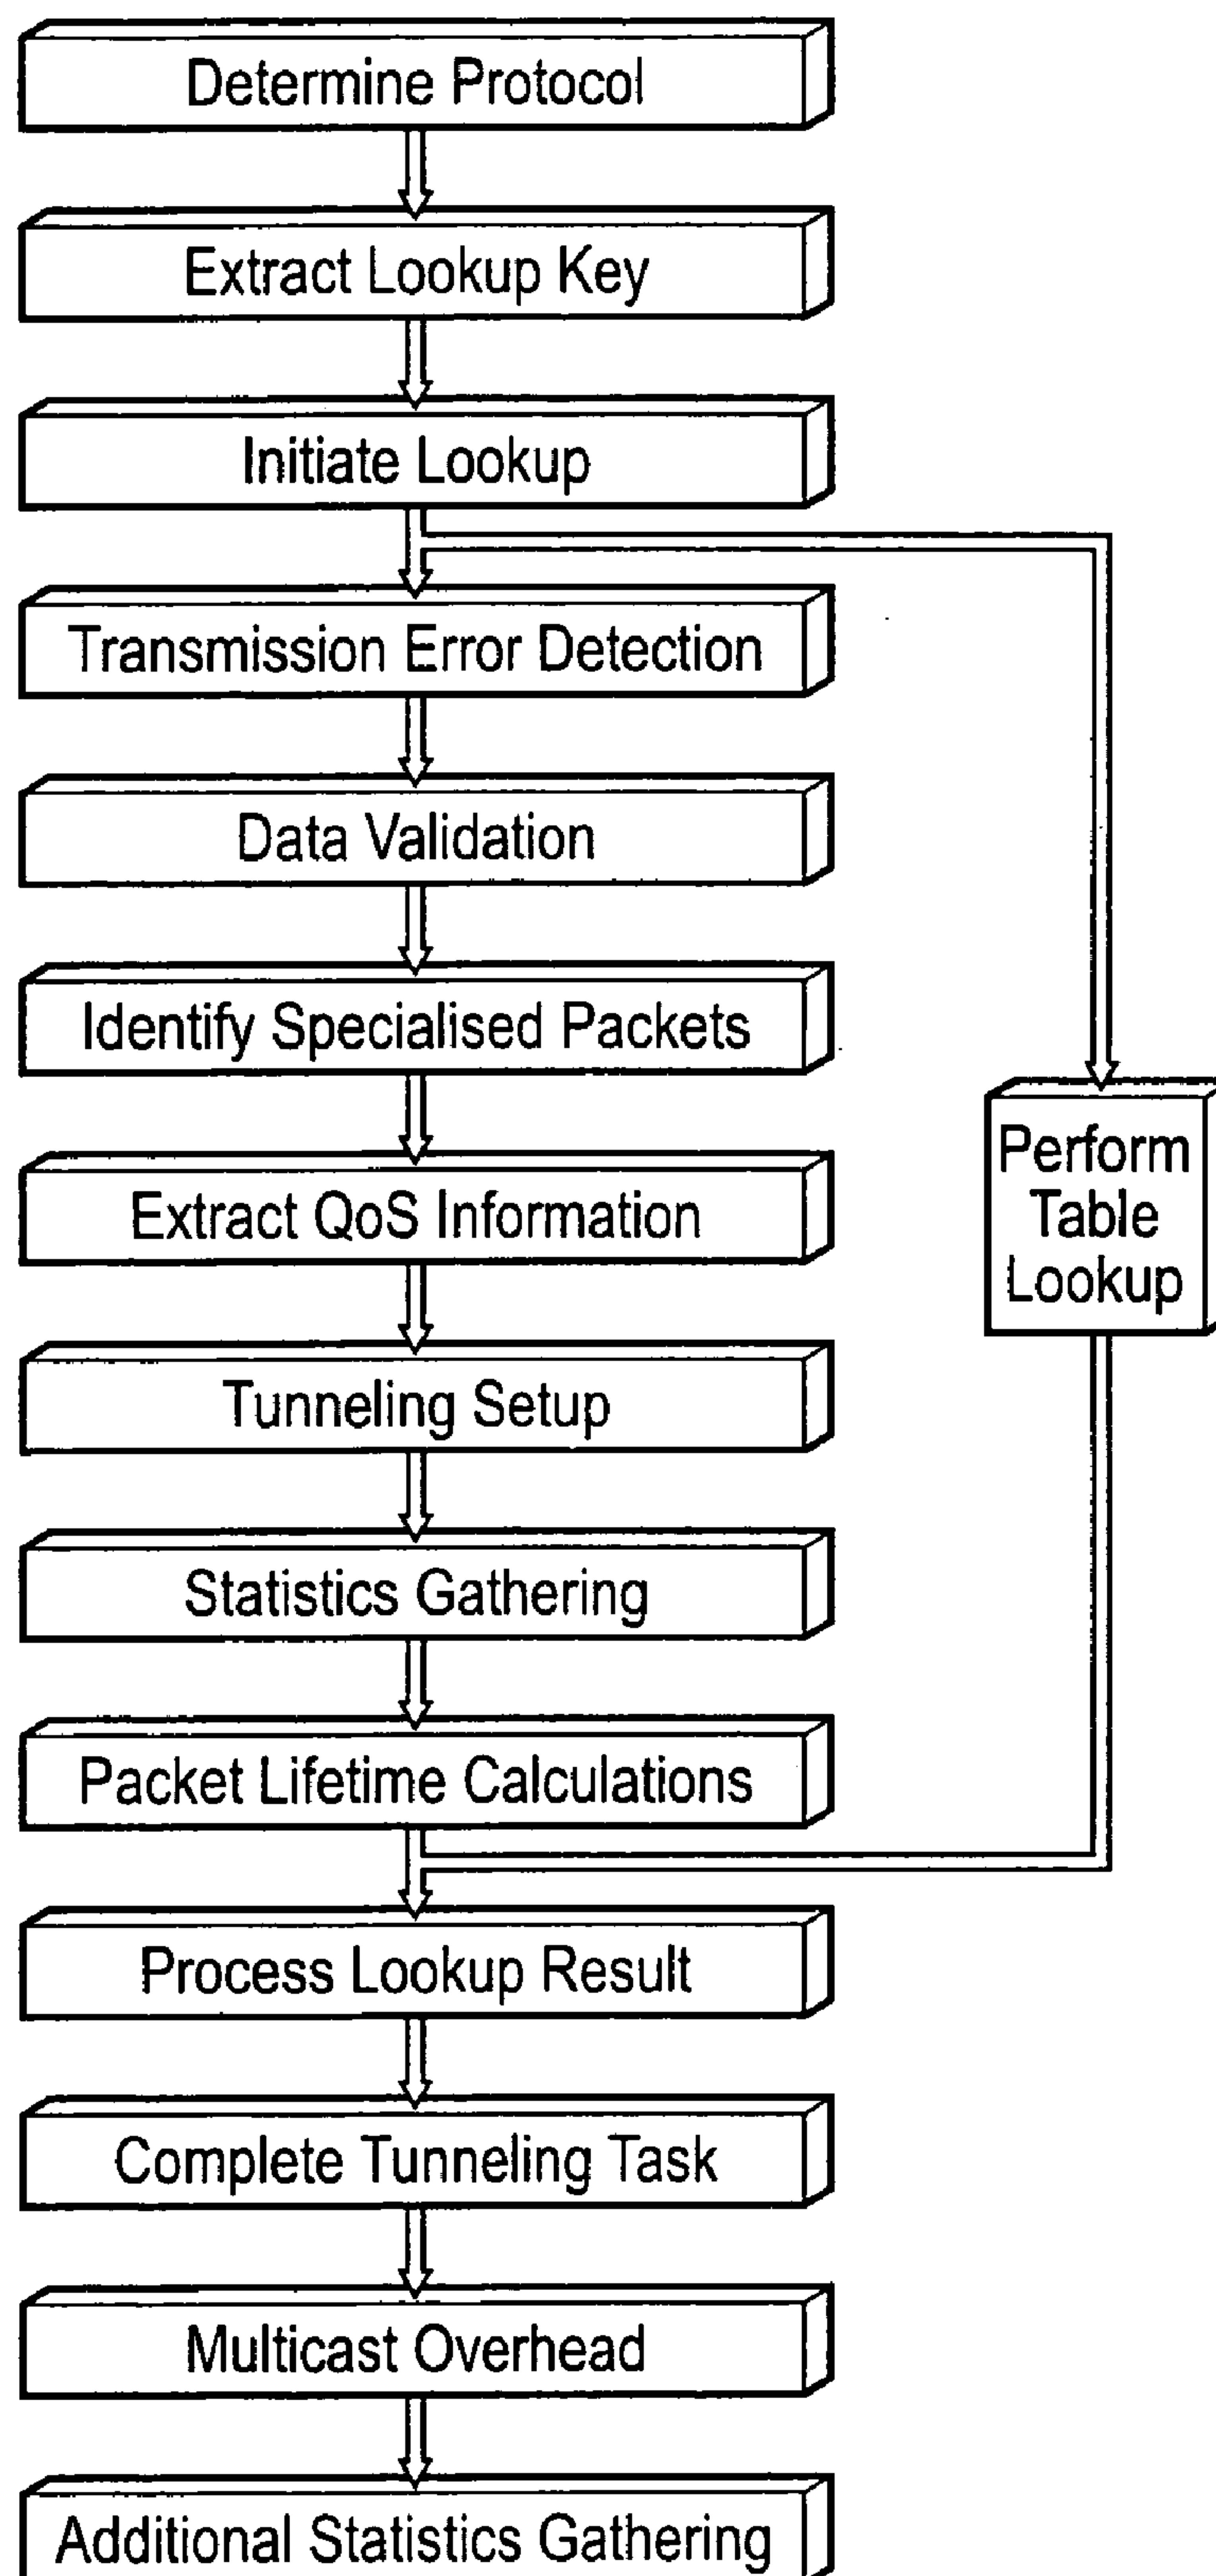 Determine Protocol
Extract Lookup Key
Initiate Lookup
Transmission Error Detection
Data Validation
Identify Specialised Packets
Extract QoS Information
Tunneling Setup
Statistics Gathering
Packet Lifetime Calculations
Perform
Table
Lookup
Process Lookup Result
Complete Tunneling Task
Multicast Overhead
Additional Statistics Gathering